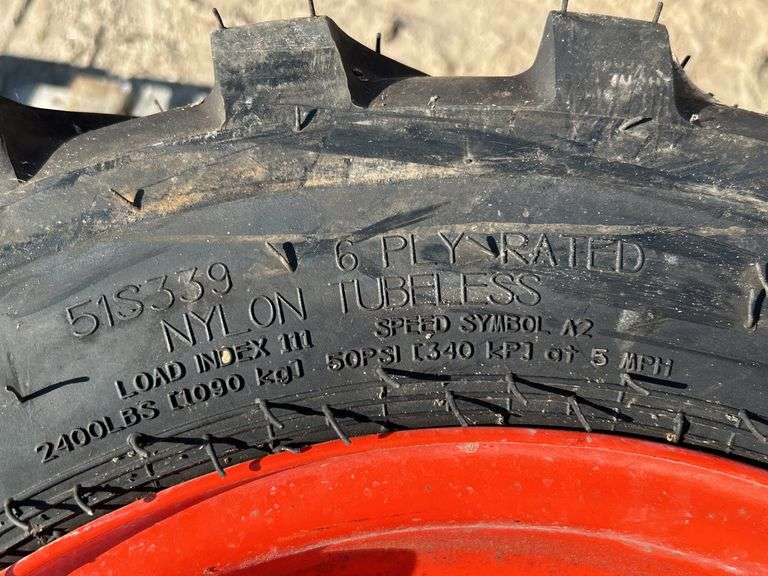 51S339
6 PLY RATED
NYLON TUBELESS
LOAD INDEX 111
SPEED SYMBOL A2
2400LBS [1090 kg]
50PSI [340 kP] at 5 MPH